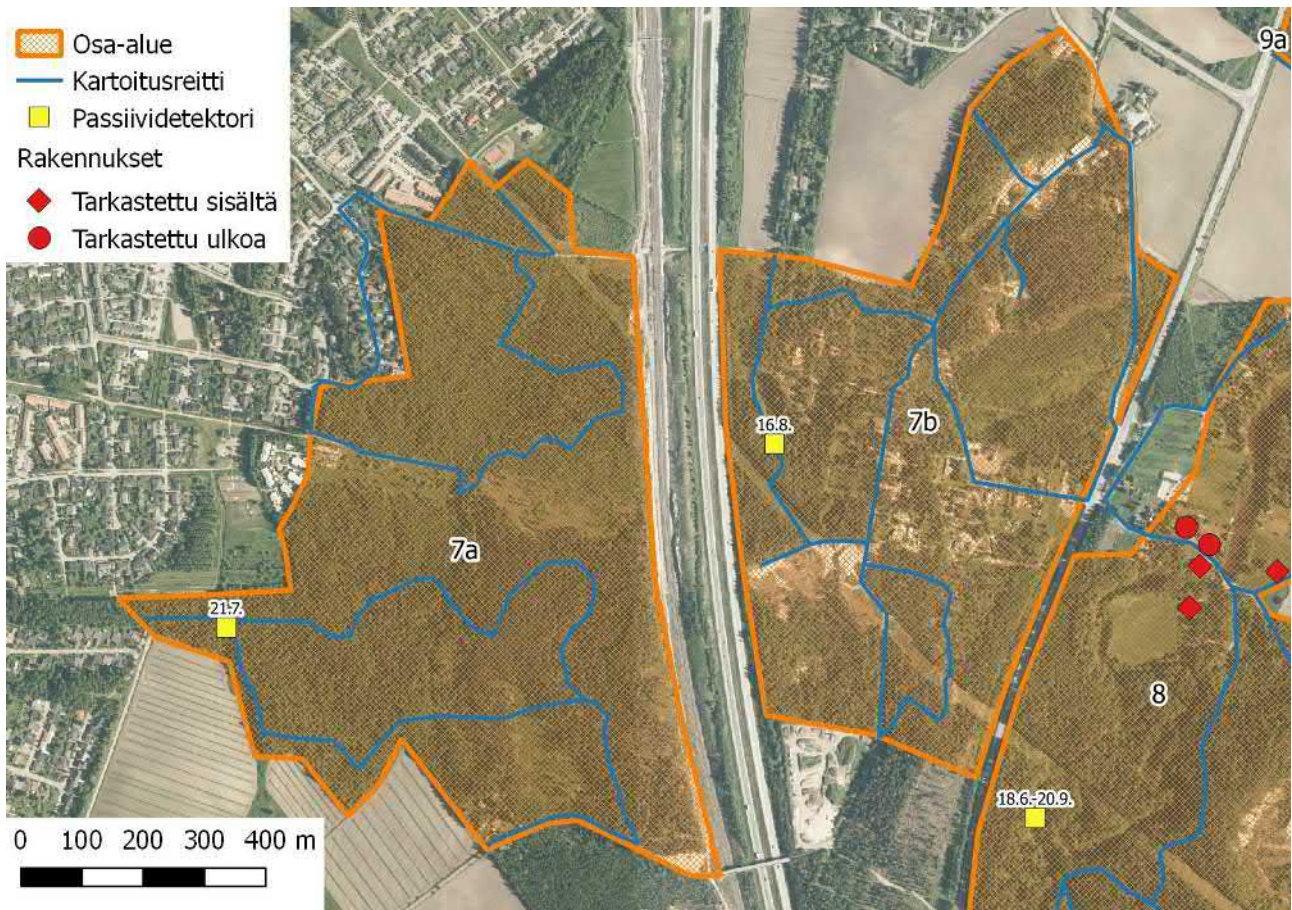 Osa-alue
Kartoitusreitti
Passiividetektori
Rakennukset
Tarkastettu sisältä
Tarkastettu ulkoa
9a
16.8.
7b
7a
21.7.
8
18.6.-20.9.
0 100 200 300 400 m